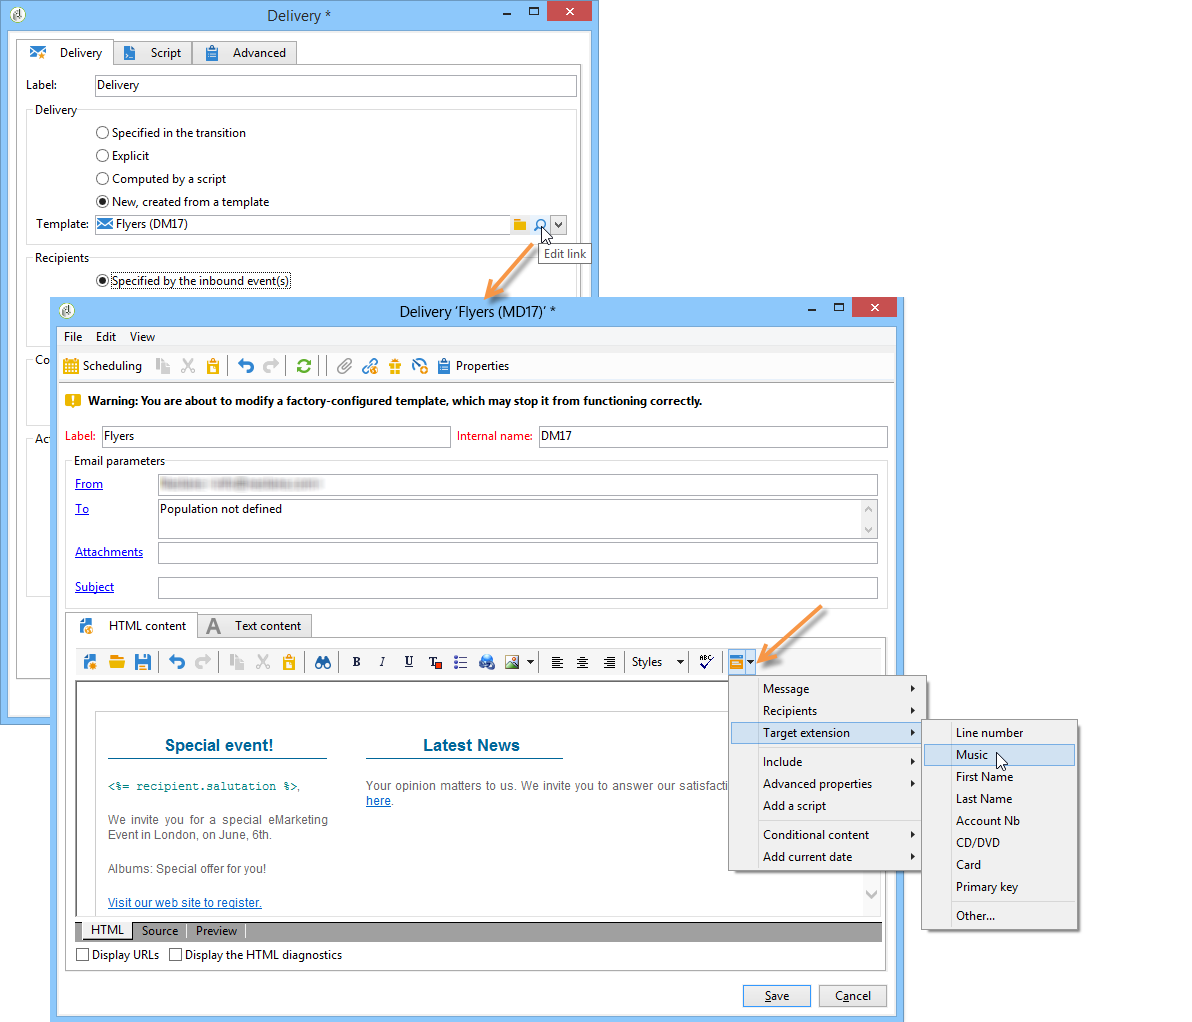 Delivery *
Delivery
Script
Advanced
Label:
Delivery
Delivery
Specified in the transition
Explicit
Computed by a script
New, created from a template
Template:
Flyers (DM17)
Edit link
Recipients
Specified by the inbound event(s)
Co
Ac
Delivery 'Flyers (MD17)' *
File Edit View
Scheduling
Properties
Warning: You are about to modify a factory-configured template, which may stop it from functioning correctly.
Label:
Flyers
Internal name:
DM17
Email parameters
From
To
Population not defined
Attachments
Subject
HTML content
Text content
B I U T
Styles
ABC
Special event!
<%= recipient.salutation %>,
We invite you for a special eMarketing
Event in London, on June, 6th.
Albums: Special offer for you!
Visit our web site to register.
Latest News
Your opinion matters to us. We invite you to answer our satisfacti
here.
Message
Recipients
Target extension
Include
Advanced properties
Add a script
Conditional content
Add current date
Line number
Music
First Name
Last Name
Account Nb
CD/DVD
Card
Primary key
Other...
HTML
Source
Preview
Display URLs
Display the HTML diagnostics
Save
Cancel